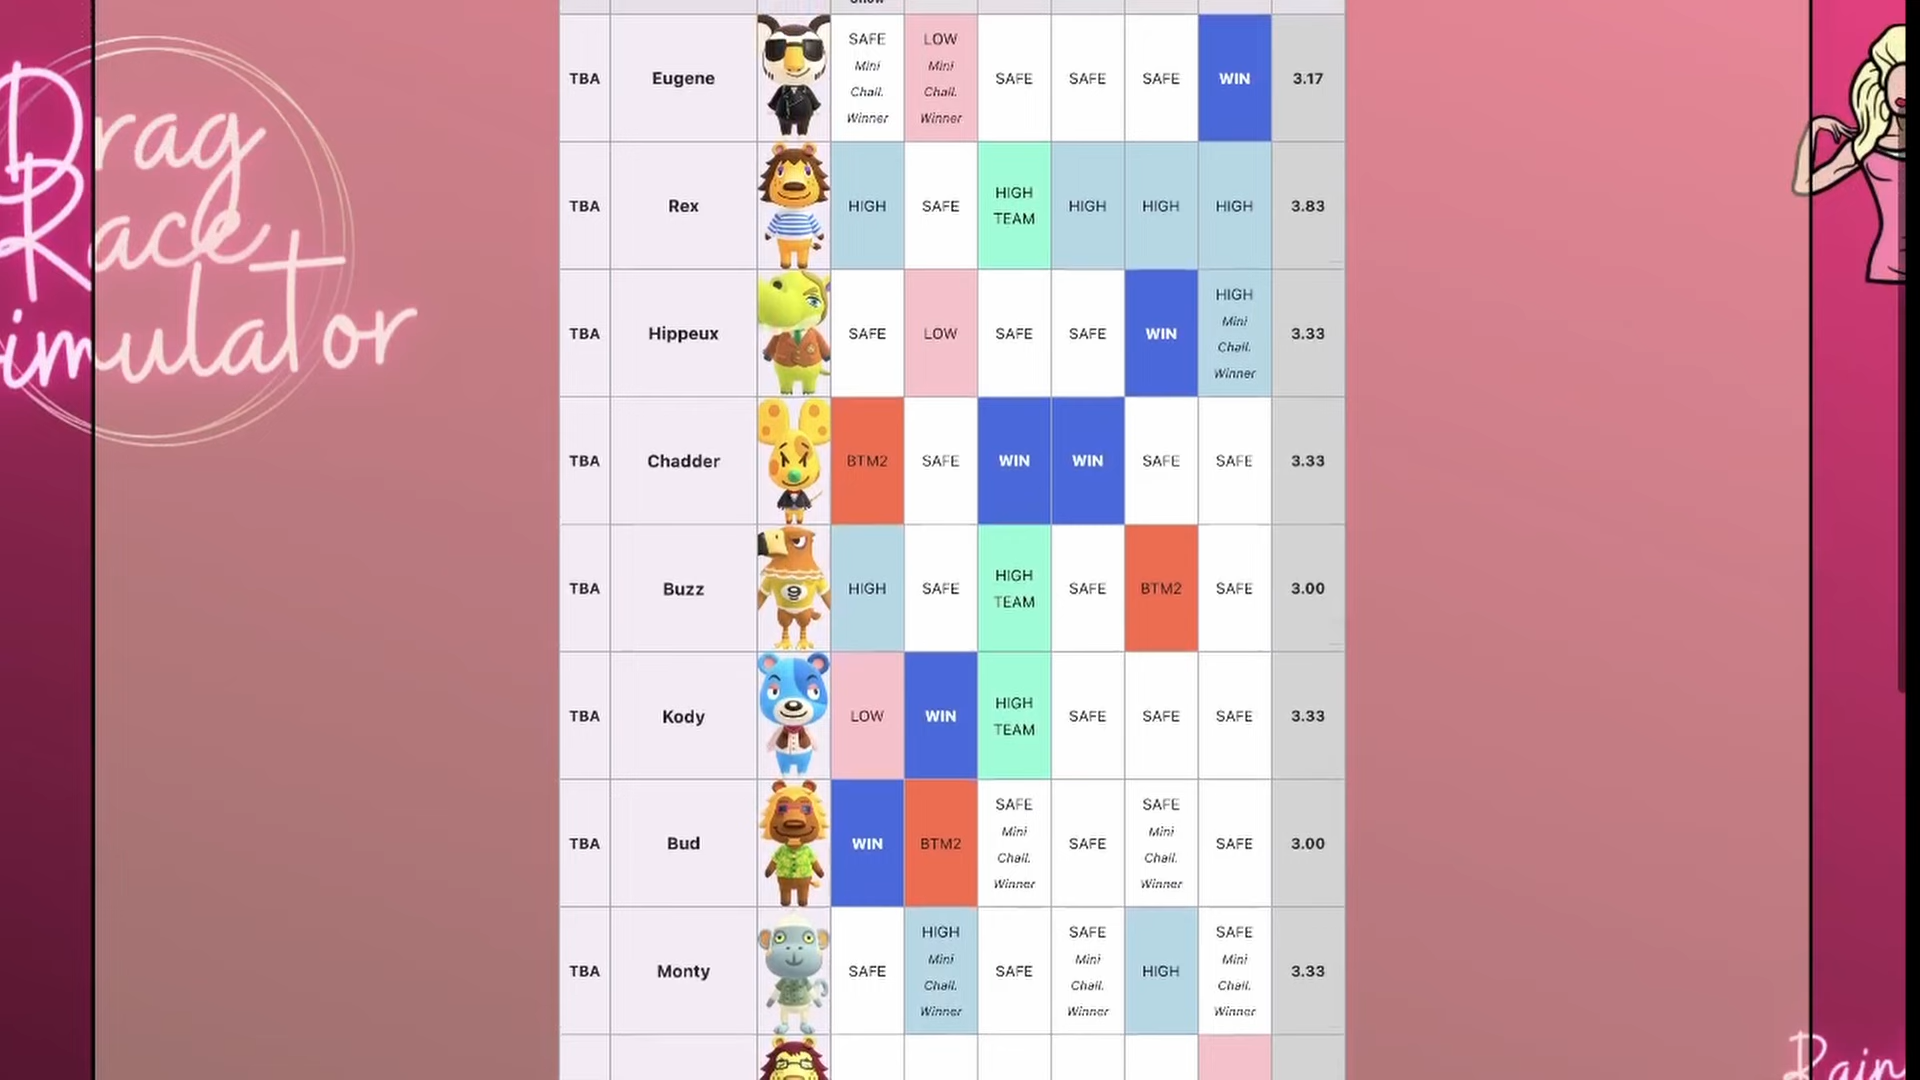 Drag
Race
imulator
TBA Eugene SAFE Mini Chall. Winner LOW Mini Chall. Winner SAFE SAFE SAFE WIN 3.17
TBA Rex HIGH SAFE HIGH TEAM HIGH HIGH HIGH 3.83
TBA Hippeux SAFE LOW SAFE SAFE WIN HIGH Mini Chall. Winner 3.33
TBA Chadder BTM2 SAFE WIN WIN SAFE SAFE 3.33
TBA Buzz HIGH SAFE HIGH TEAM SAFE BTM2 SAFE 3.00
9
TBA Kody LOW WIN HIGH TEAM SAFE SAFE SAFE 3.33
TBA Bud WIN BTM2 SAFE Mini Chall. Winner SAFE SAFE Mini Chall. Winner SAFE 3.00
TBA Monty SAFE HIGH Mini Chall. Winner SAFE SAFE Mini Chall. Winner HIGH SAFE Mini Chall. Winner 3.33
Rain